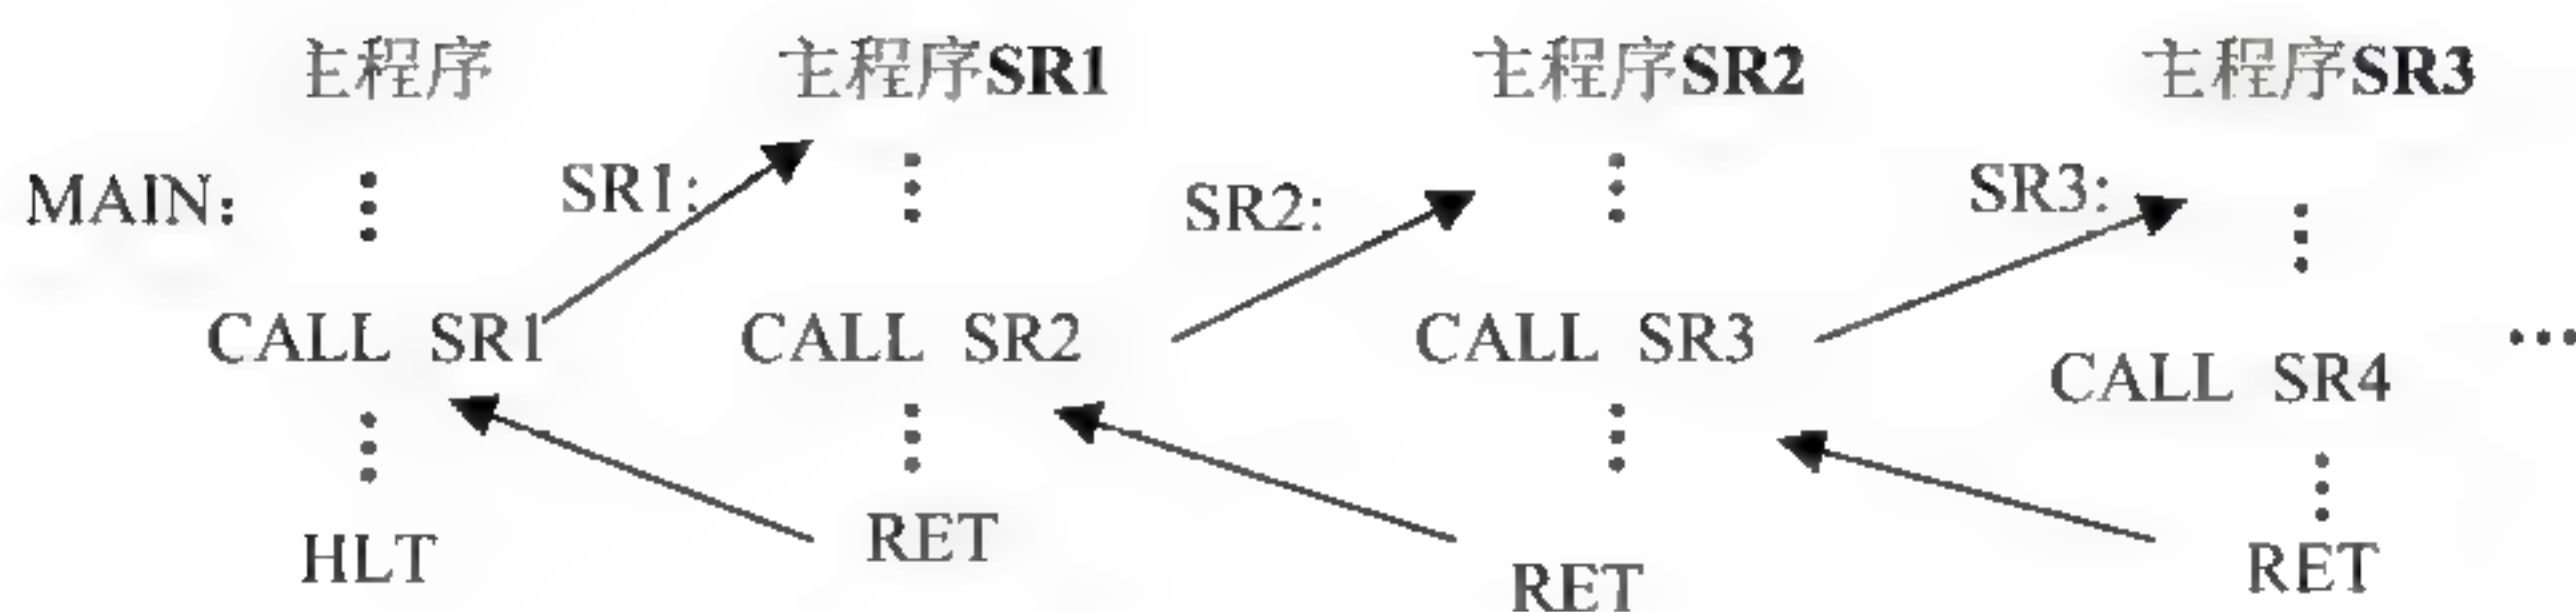 主程序 主程序SR1 主程序SR2 主程序SR3
MAIN: SR1: SR2: SR3:
CALL SR1 CALL SR2 CALL SR3 CALL SR4 ...
HLT RET RET RET